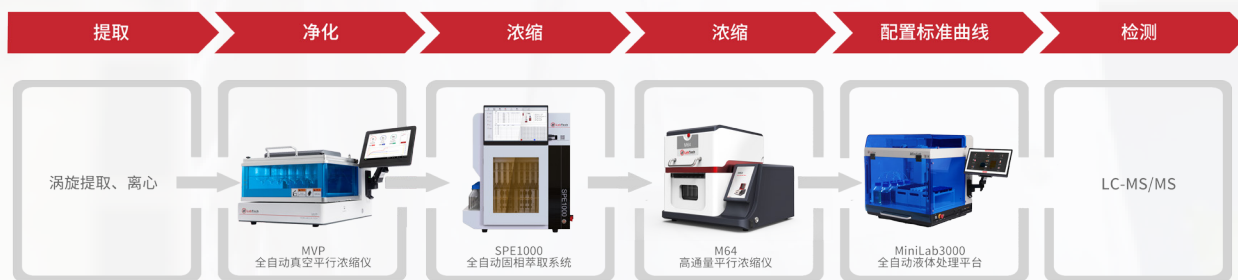 提取
净化
浓缩
浓缩
配置标准曲线
检测
涡旋提取、离心
MVP
全自动真空平行浓缩仪
SPE1000
SPE1000
全自动固相萃取系统
M64
高通量平行浓缩仪
MiniLab3000
全自动液体处理平台
LC-MS/MS